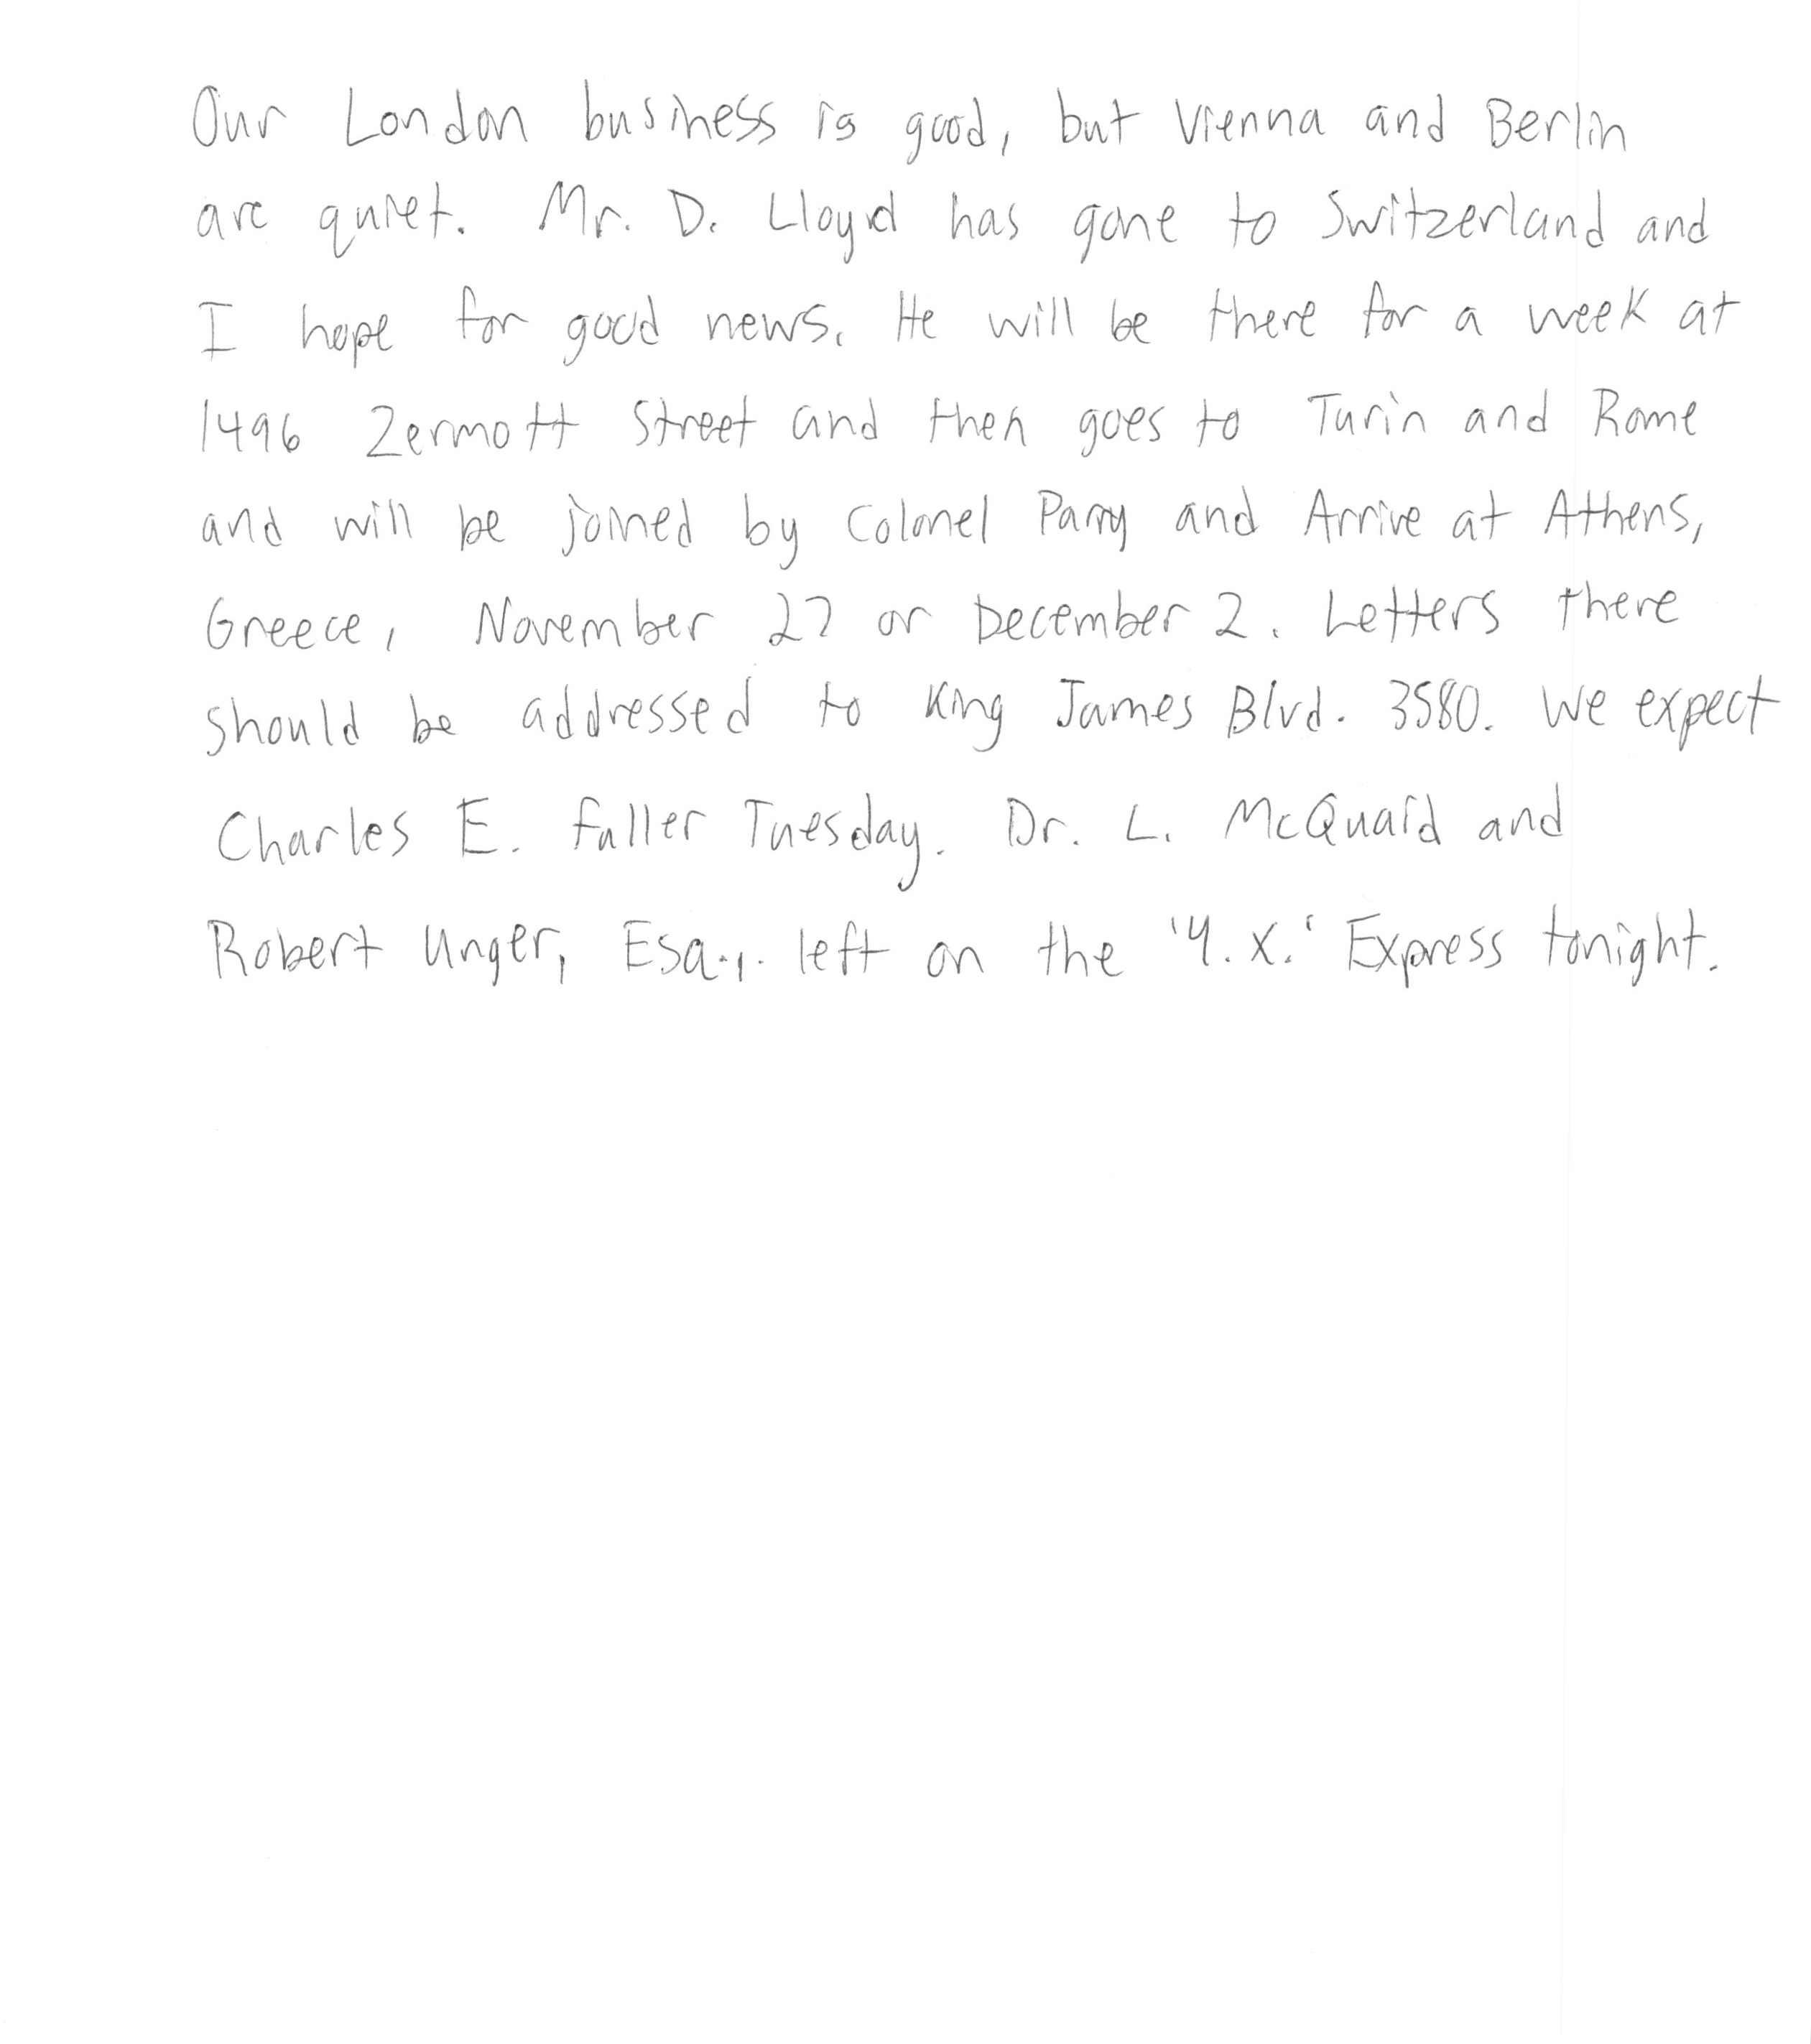 Our London business is good, but Vienna and Berlin
are quiet. Mr. D. Lloyd has gone to Switzerland and
I hope for good news. He will be there for a week at
1496 Zermott Street and then goes to Turin and Rome
and will be joined by Colonel Parry and Arrive at Athens,
Greece, November 27 or December 2. Letters there
should be addressed to King James Blvd. 3580. We expect
Charles E. Fuller Tuesday. Dr. L. McQuaid and
Robert Unger, Esq., left on the 'Y.X.' Express tonight.